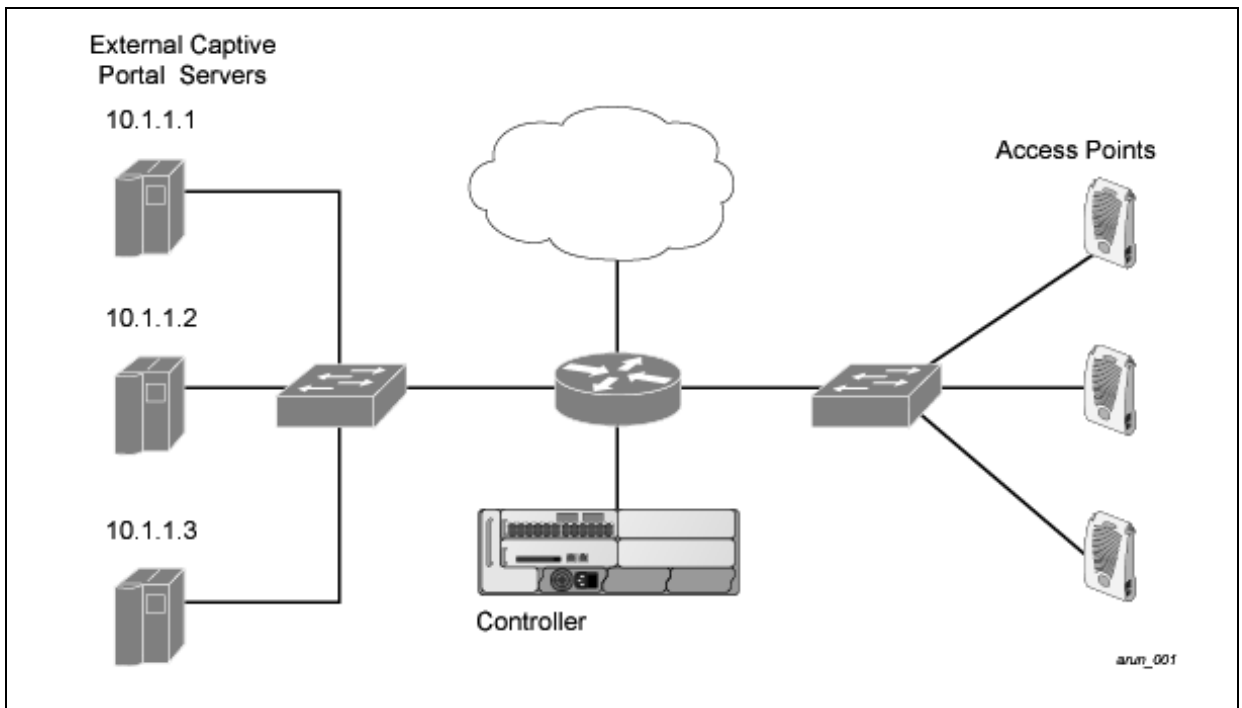 External Captive
Portal Servers
10.1.1.1
Access Points
10.1.1.2
10.1.1.3
Controller
arun_001